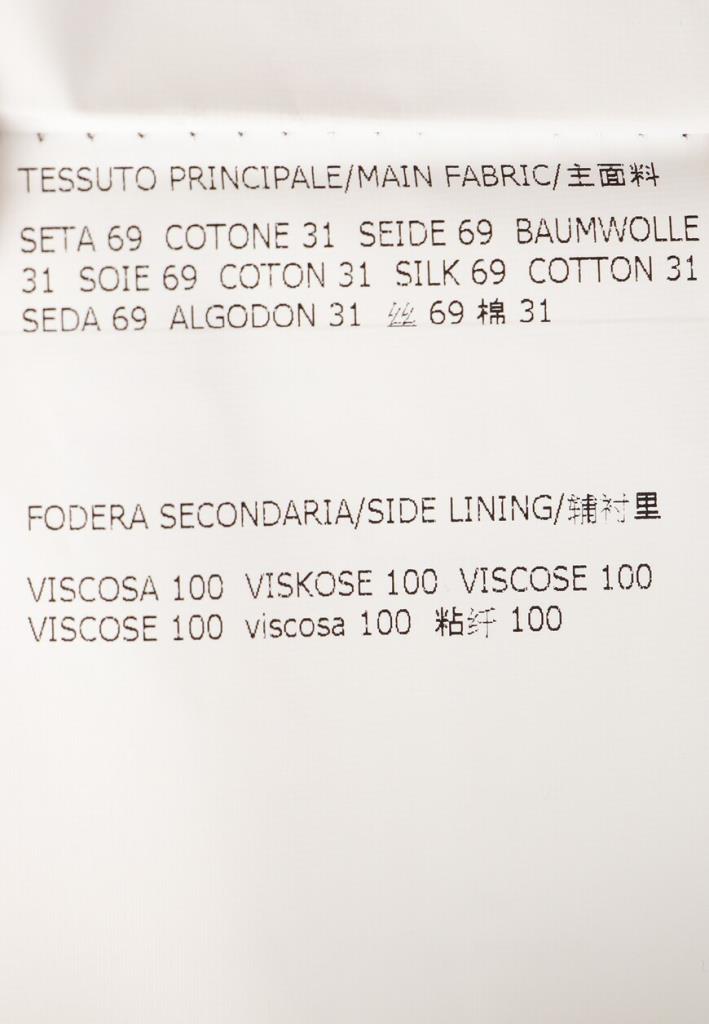 TESSUTO PRINCIPALE/MAIN FABRIC/主面料
SETA 69 COTONE 31 SEIDE 69 BAUMWOLLE
31 SOIE 69 COTON 31 SILK 69 COTTON 31
SEDA 69 ALGODON 31 丝 69 棉 31
FODERA SECONDARIA/SIDE LINING/辅衬里
VISCOSA 100 VISKOSE 100 VISCOSE 100
VISCOSE 100 viscosa 100 粘纤 100